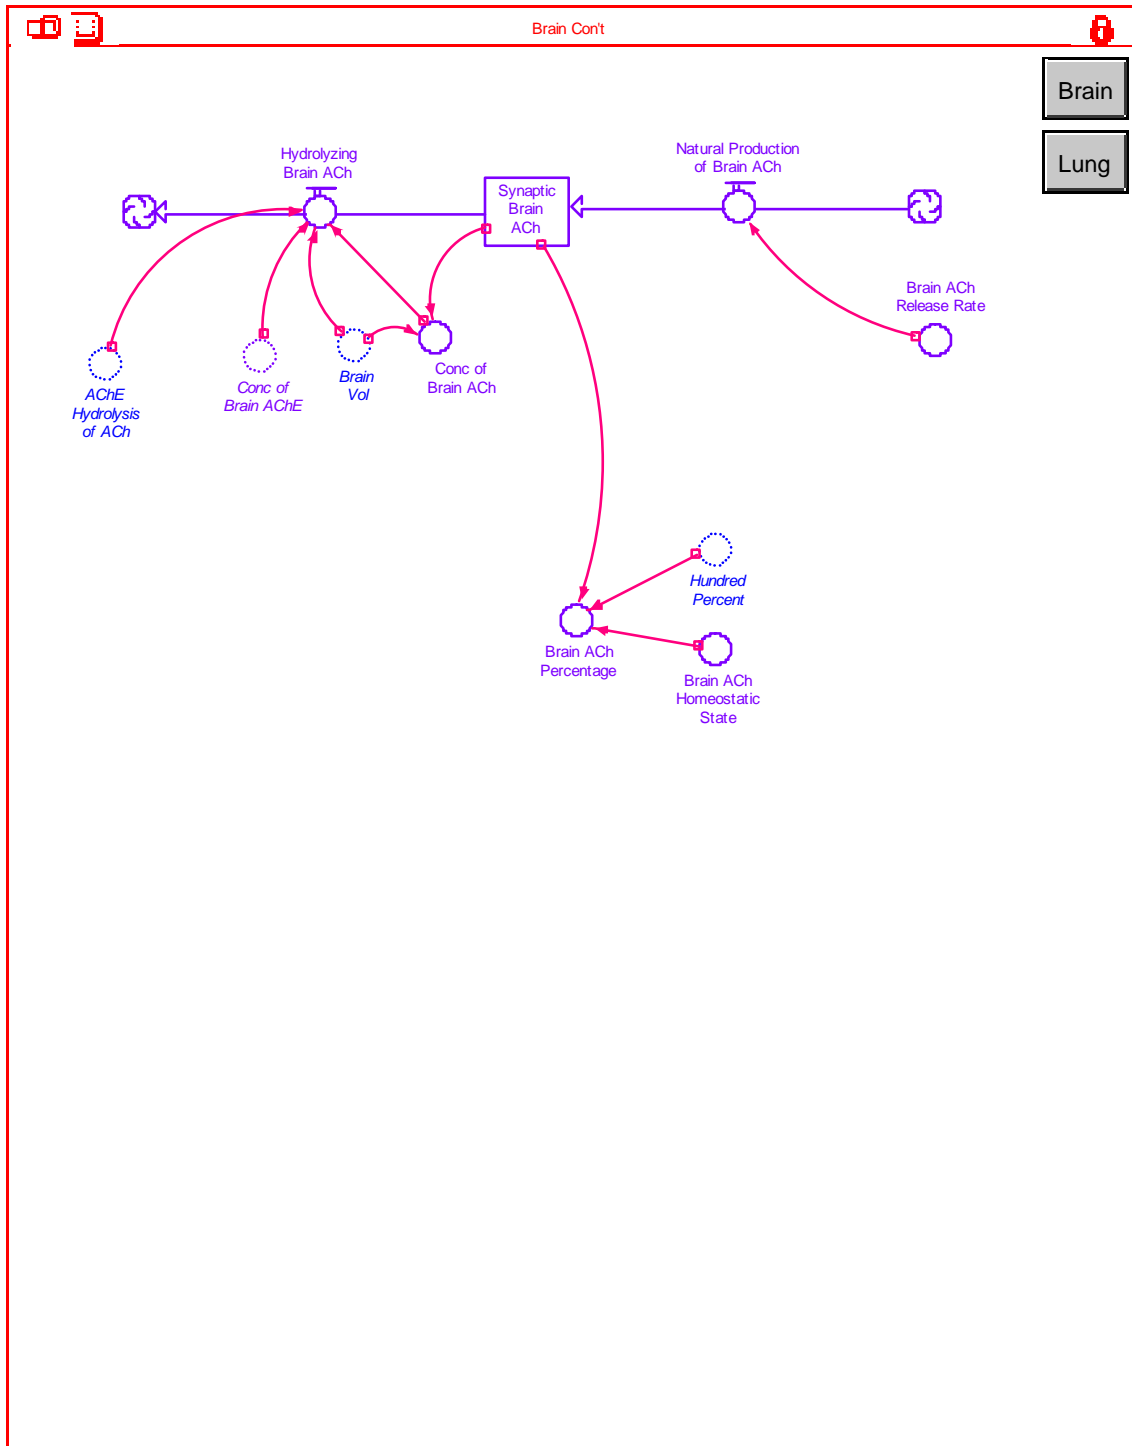 Brain Con't
Brain
Lung
Hydrolyzing
Brain ACh
Synaptic
Brain
ACh
Natural Production
of Brain ACh
Brain ACh
Release Rate
AChE
Hydrolysis
of ACh
Conc of
Brain AChE
Brain
Vol
Conc of
Brain ACh
Hundred
Percent
Brain ACh
Percentage
Brain ACh
Homeostatic
State